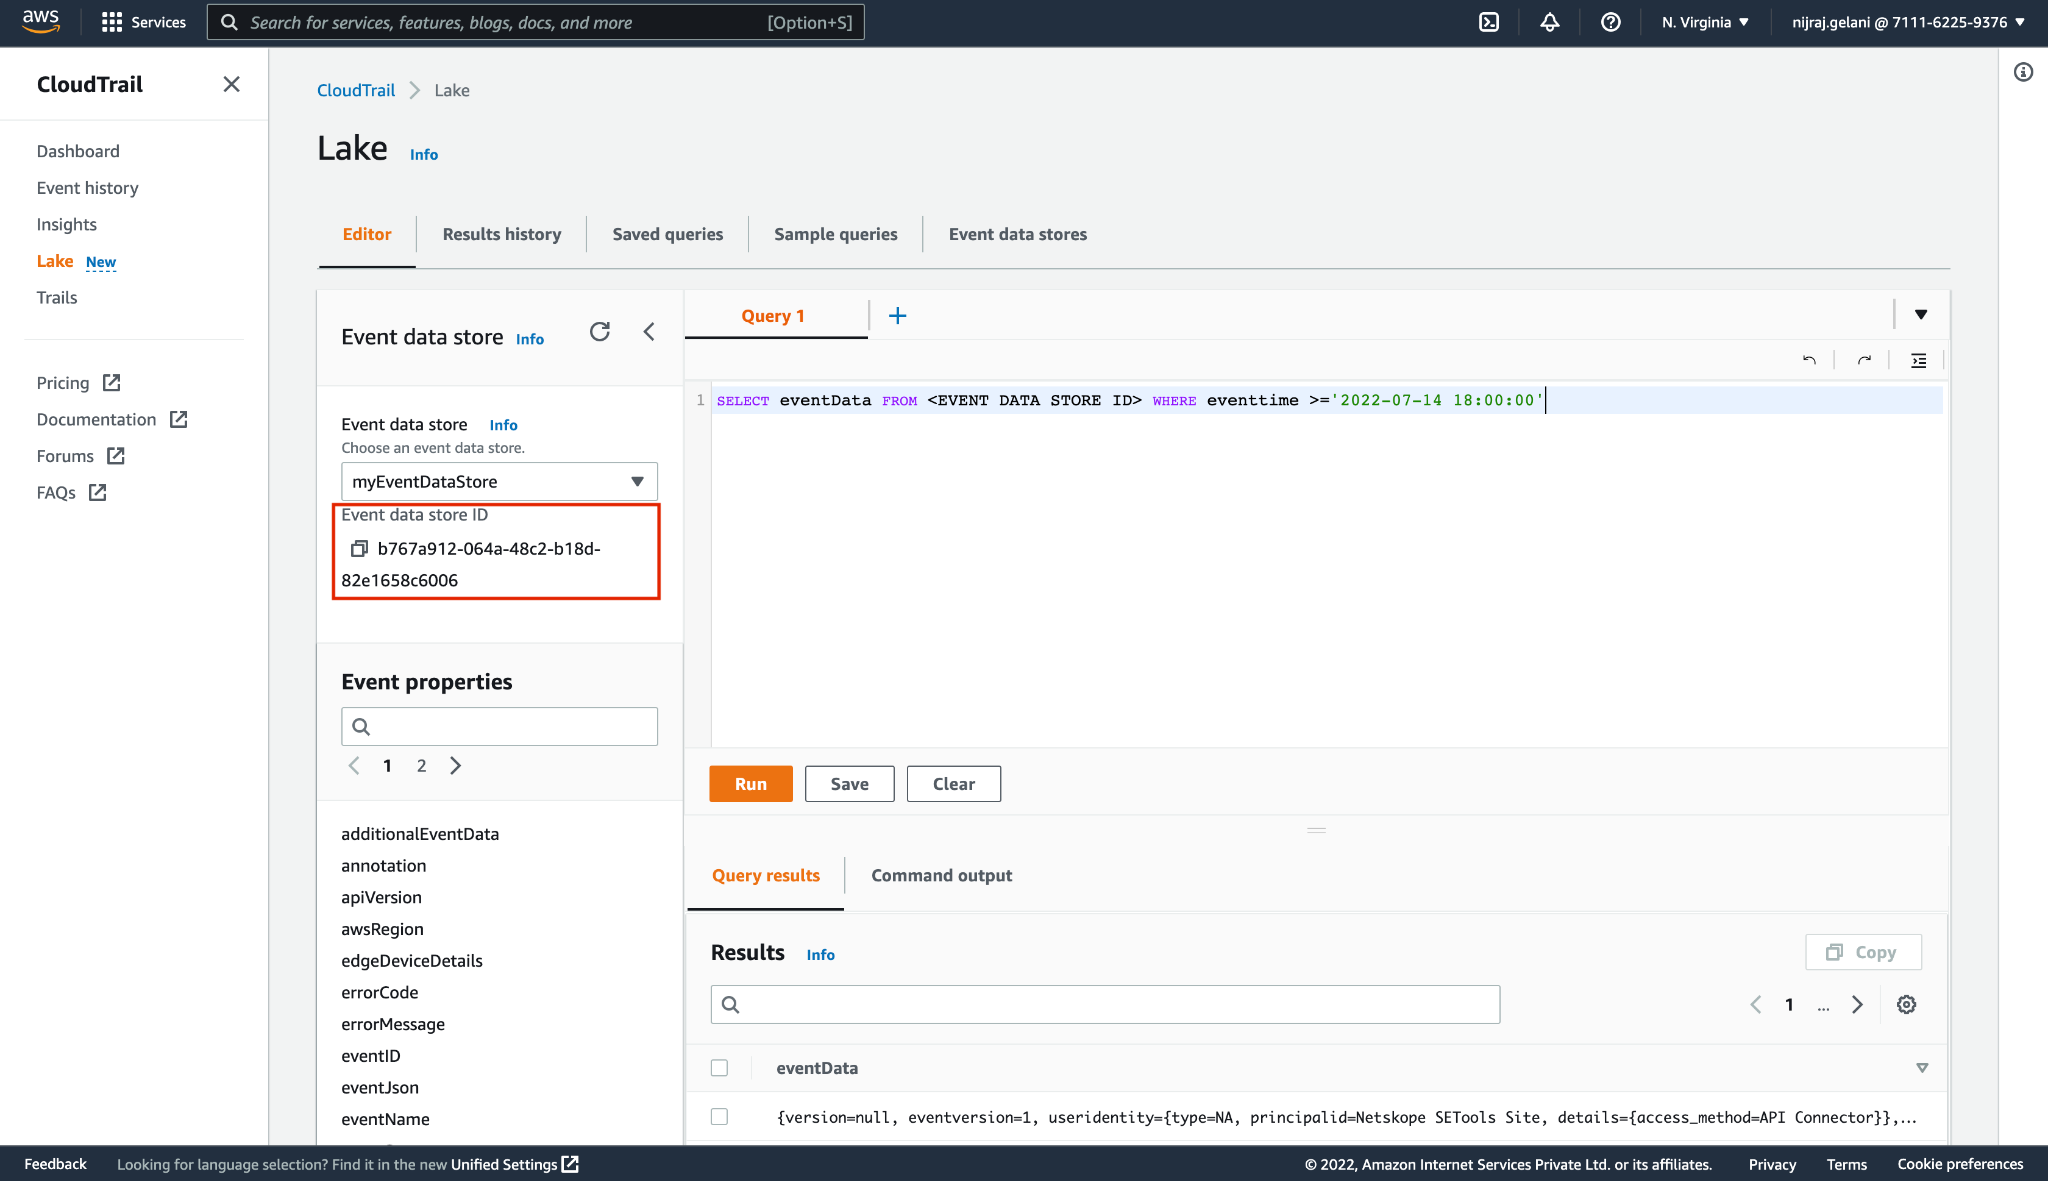 aws
Services
Search for services, features, blogs, docs, and more
[Option+S]
N. Virginia
nijraj.gelani @ 7111-6225-9376
CloudTrail
Dashboard
Event history
Insights
Lake New
Trails
Pricing
Documentation
Forums
FAQs
CloudTrail Lake
Lake Info
Editor
Results history
Saved queries
Sample queries
Event data stores
Event data store Info
Event data store Info
Choose an event data store.
myEventDataStore
Event data store ID
b767a912-064a-48c2-b18d-
82e1658c6006
Event properties
1 2
additionalEventData
annotation
apiVersion
awsRegion
edgeDeviceDetails
errorCode
errorMessage
eventID
eventJson
eventName
Query 1
1 SELECT eventData FROM <EVENT DATA STORE ID> WHERE eventtime >='2022-07-14 18:00:00'
Run
Save
Clear
Query results
Command output
Results Info
Copy
1 ...
eventData
{version=null, eventversion=1, useridentity={type=NA, principalid=Netskope SETools Site, details={access_method=API Connector}},...
Feedback
Looking for language selection? Find it in the new Unified Settings
© 2022, Amazon Internet Services Private Ltd. or its affiliates.
Privacy
Terms
Cookie preferences